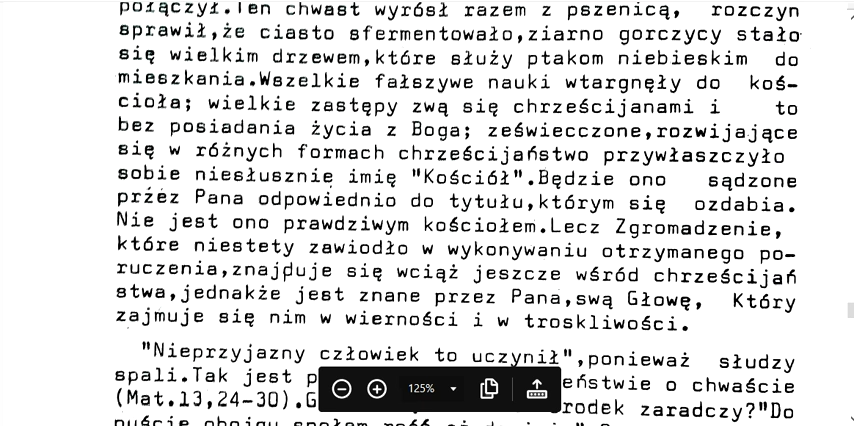 połączył.Ten chwast wyrósł razem z pszenicą, rozczyn
sprawił,że ciasto sfermentowało,ziarno gorczycy stało
się wielkim drzewem,które służy ptakom niebieskim do
mieszkania.Wszelkie fałszywe nauki wtargnęły do koś-
cioła; wielkie zastępy zwą się chrześcijanami i to
bez posiadania życia z Boga; zeświecczone,rozwijające
się w różnych formach chrześcijaństwo przywłaszczyło
sobie niesłusznie imię "Kościół".Będzie ono sądzone
przez Pana odpowiednio do tytułu,którym się ozdabia.
Nie jest ono prawdziwym kościołem.Lecz Zgromadzenie,
które niestety zawiodło w wykonywaniu otrzymanego po-
ruczenia,znajduje się wciąż jeszcze wśród chrześcijań
stwa,jednakże jest znane przez Pana,swą Głowę, Który
zajmuje się nim w wierności i w troskliwości.
"Nieprzyjazny człowiek to uczynił",ponieważ słudzy
spali.Tak jest p eństwie o chwaście
(Mat.13,24-30).G rodek zaradczy?"Do
125%